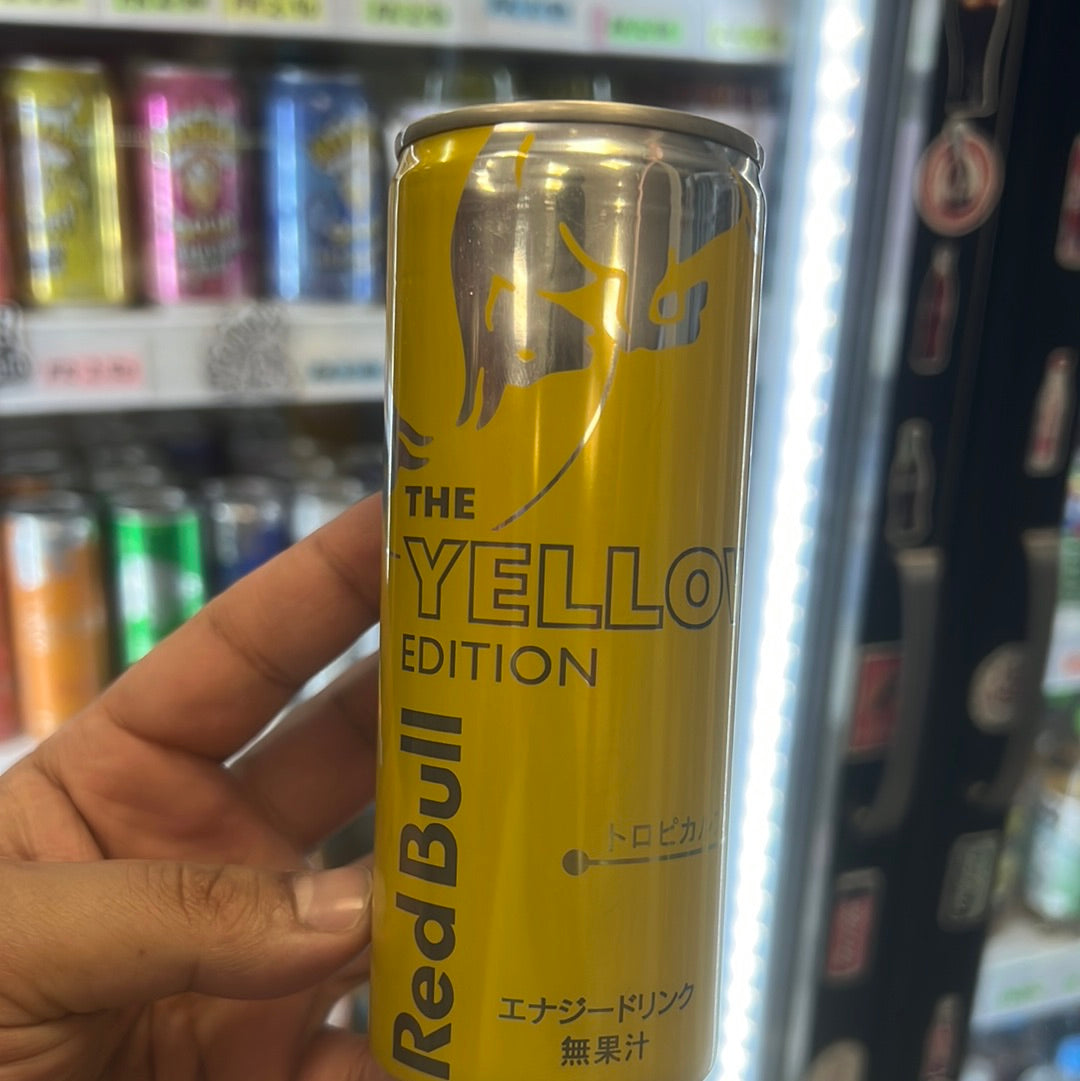 THE
YELLOW
EDITION
Red Bull
トロピカル
エナジードリンク
無果汁